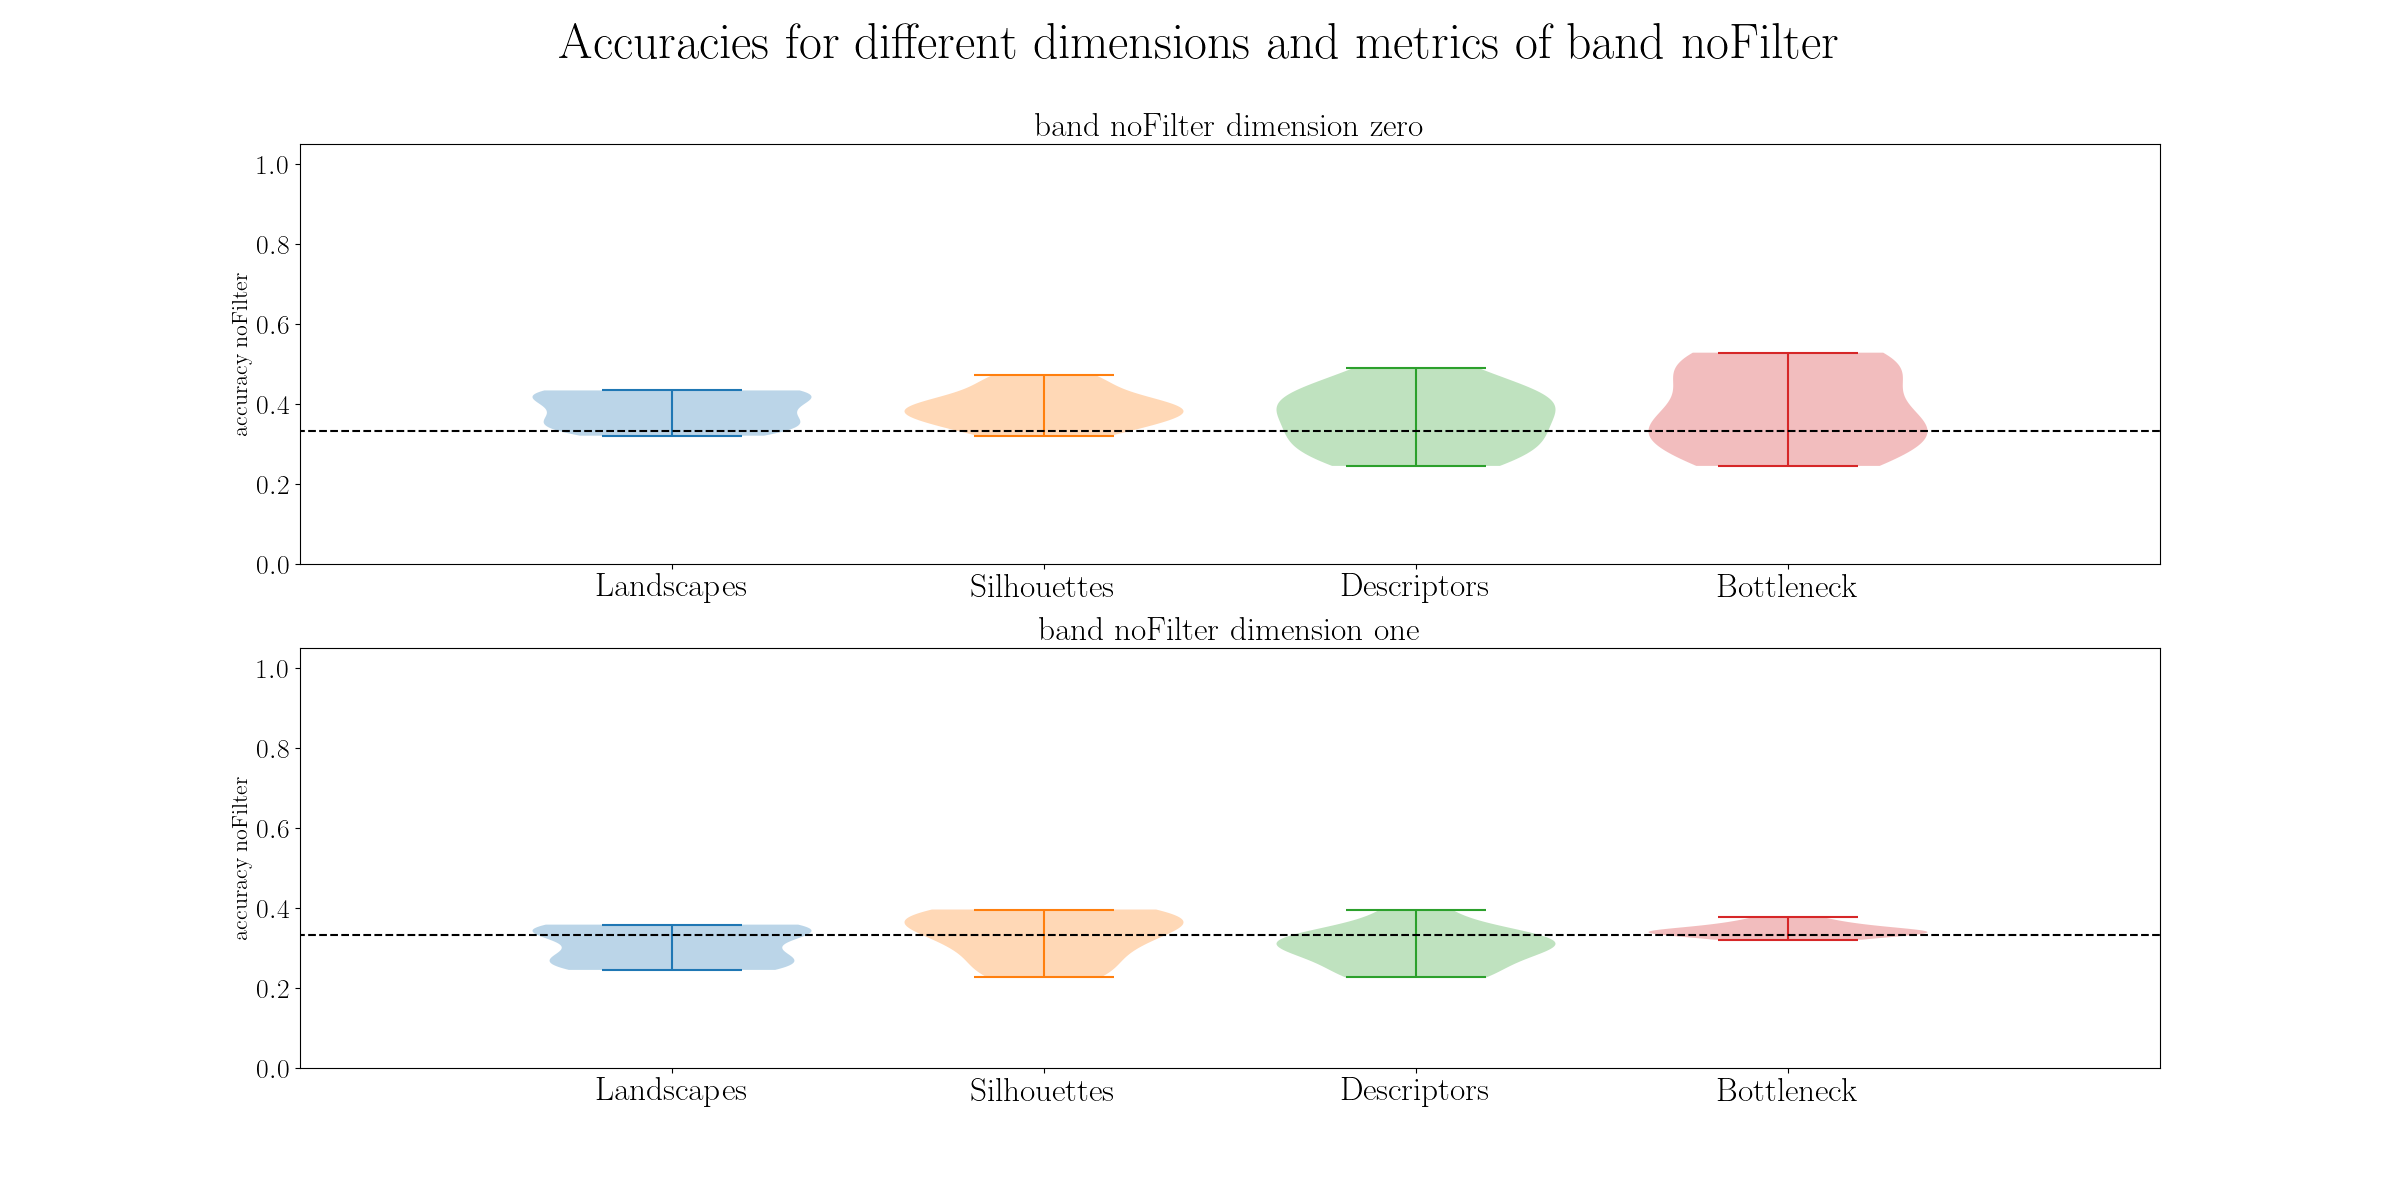 Accuracies for different dimensions and metrics of band noFilter
band noFilter dimension zero
accuracy noFilter
1.0
0.8
0.6
0.4
0.2
0.0
Landscapes Silhouettes Descriptors Bottleneck
band noFilter dimension one
accuracy noFilter
1.0
0.8
0.6
0.4
0.2
0.0
Landscapes Silhouettes Descriptors Bottleneck